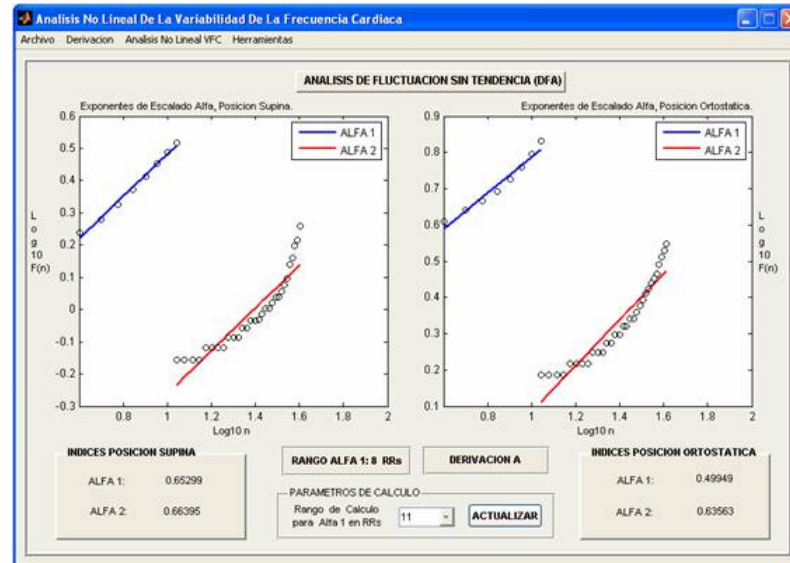 Analisis No Lineal De La Variabilidad De La Frecuencia Cardiaca
Archivo Derivacion Analisis No Lineal VFC Herramientas
ANALISIS DE FLUCTUACION SIN TENDENCIA (DFA)
Exponentes de Escalado Alfa, Posicion Supina.
0.6
0.5
0.4
0.3
0.2
0.1
0
-0.1
-0.2
-0.3
0.8 1 1.2 1.4 1.6 1.8 2
Log10 n
Log10 F(n)
ALFA 1
ALFA 2
Exponentes de Escalado Alfa, Posicion Ortostatica.
0.9
0.8
0.7
0.6
0.5
0.4
0.3
0.2
0.1
0.8 1 1.2 1.4 1.6 1.8 2
Log10 n
Log10 F(n)
ALFA 1
ALFA 2
INDICES POSICION SUPINA
ALFA 1: 0.65299
ALFA 2: 0.66395
RANGO ALFA 1: 8 RRs
DERIVACION A
PARAMETROS DE CALCULO
Rango de Calculo
para Alfa 1 en RRs
11
ACTUALIZAR
INDICES POSICION ORTOSTATICA
ALFA 1: 0.49949
ALFA 2: 0.63563